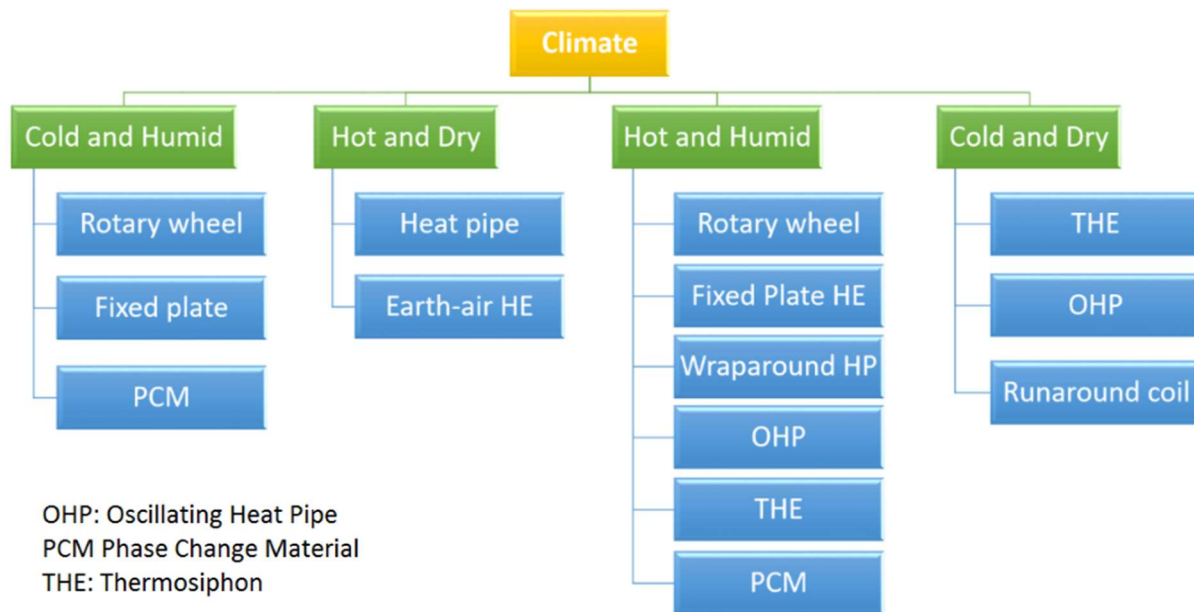 Climate
Cold and Humid
Rotary wheel
Fixed plate
PCM
Hot and Dry
Heat pipe
Earth-air HE
Hot and Humid
Rotary wheel
Fixed Plate HE
Wraparound HP
OHP
THE
PCM
Cold and Dry
THE
OHP
Runaround coil
OHP: Oscillating Heat Pipe
PCM Phase Change Material
THE: Thermosiphon